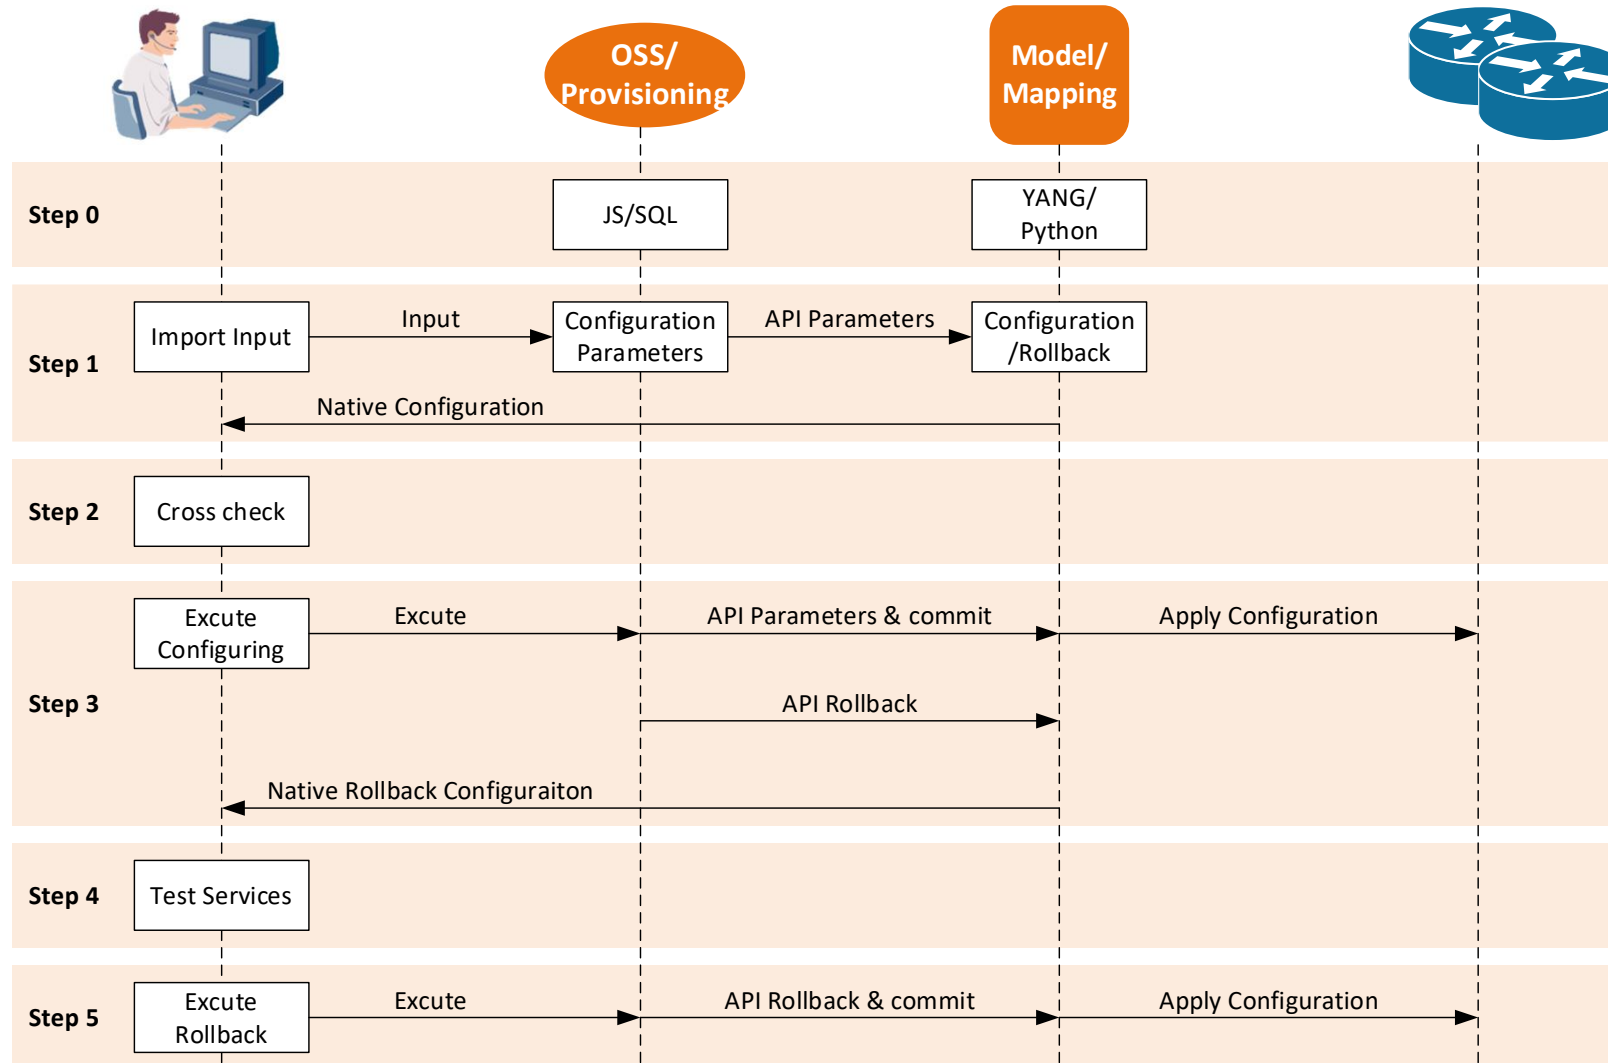 OSS/
Provisioning
Model/
Mapping
Step 0
JS/SQL
YANG/
Python
Step 1
Import Input
Input
Configuration
Parameters
API Parameters
Configuration
/Rollback
Native Configuration
Step 2
Cross check
Step 3
Excute
Configuring
Excute
API Parameters & commit
Apply Configuration
API Rollback
Native Rollback Configuraiton
Step 4
Test Services
Step 5
Excute
Rollback
Excute
API Rollback & commit
Apply Configuration